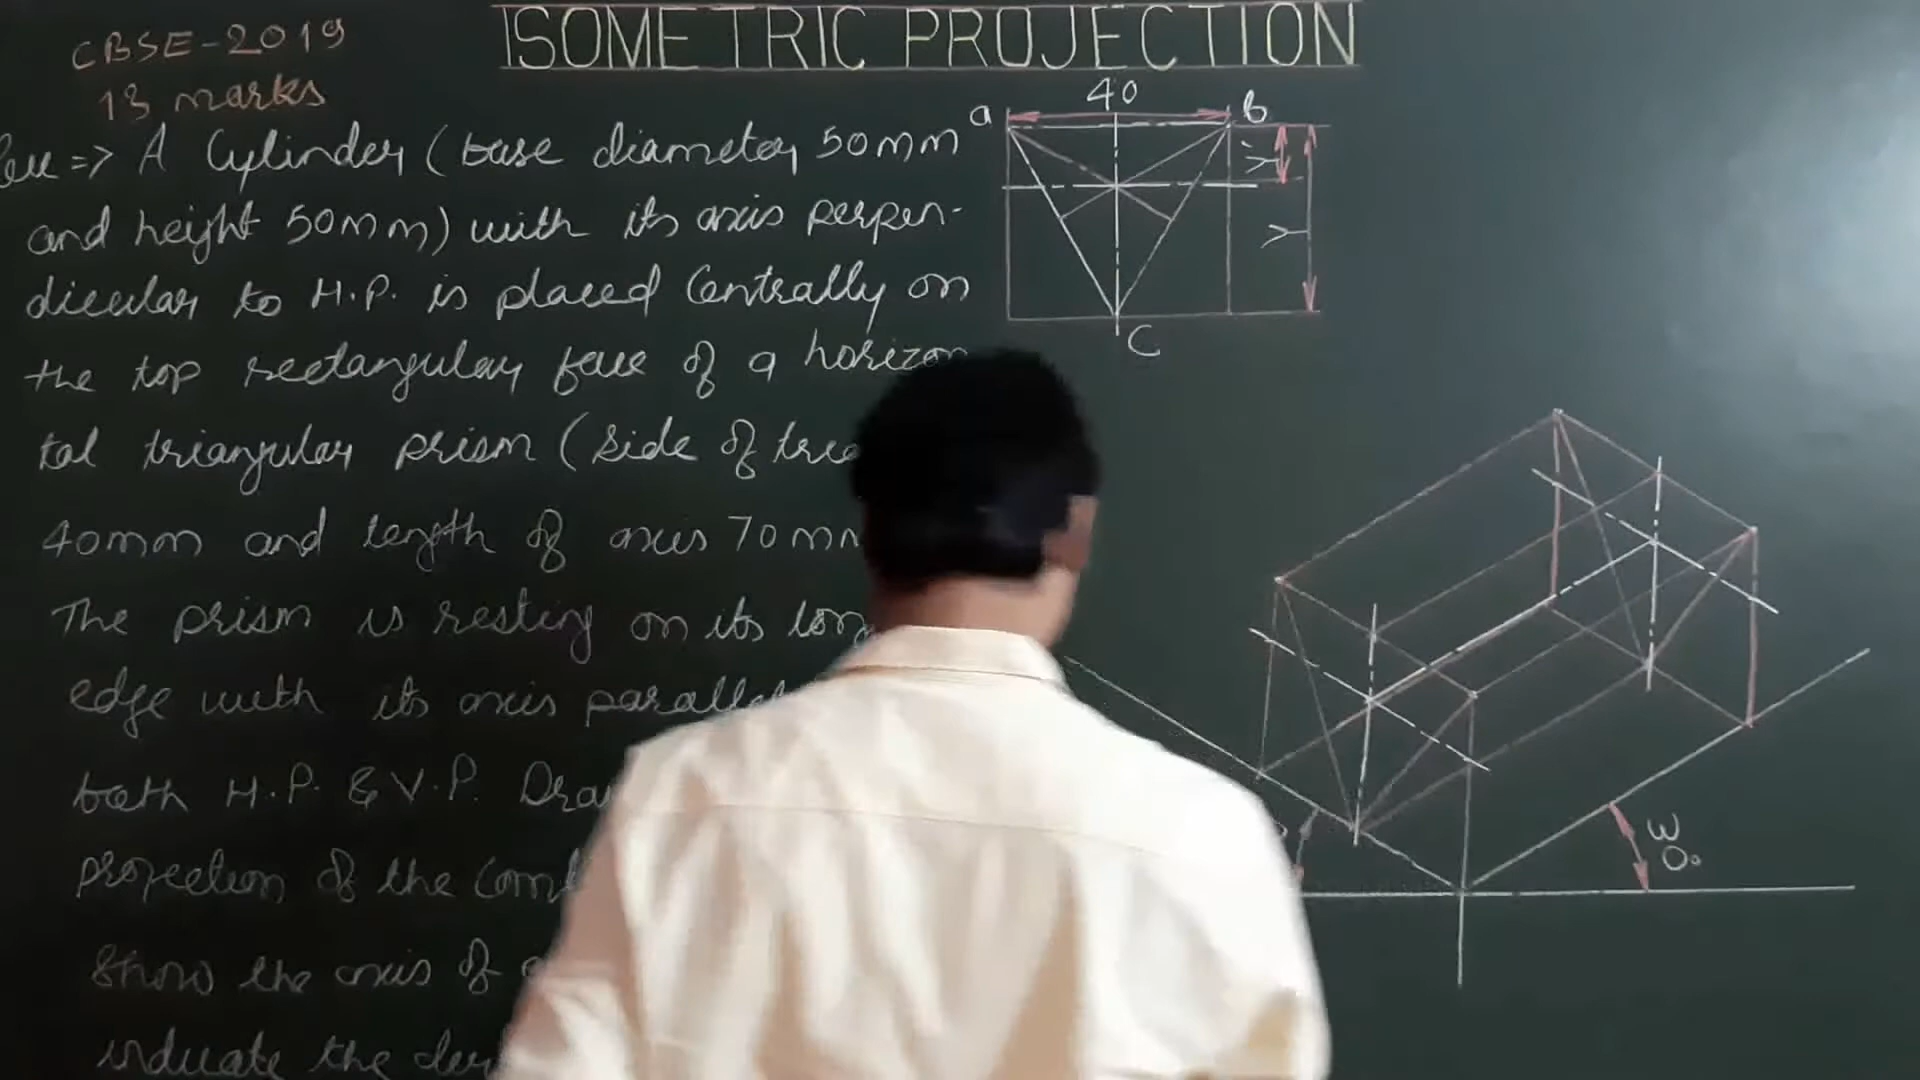 CBSE-2019
13 marks
ISOMETRIC PROJECTION
=> A Cylinder (base diameter 50mm
and height 50mm) with its axis perpen-
dicular to H.P. is placed Centrally on
the top rectangular face of a horizon
tal triangular prism (side of
40mm and length of axis 70
The prism is resting on its
edge with its axis
both H.P. & V.P.
projection of the
Show the axis of
indicate the
40
a
b
y'
y
C
30